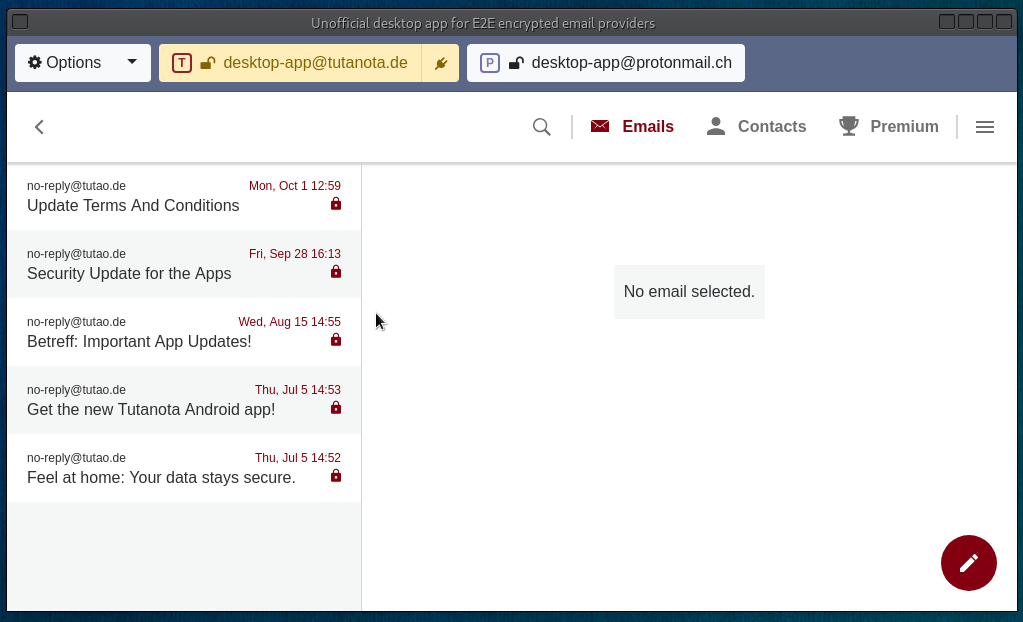 Unofficial desktop app for E2E encrypted email providers
Options
T desktop-app@tutanota.de
P desktop-app@protonmail.ch
Emails Contacts Premium
no-reply@tutao.de Mon, Oct 1 12:59
Update Terms And Conditions
no-reply@tutao.de Fri, Sep 28 16:13
Security Update for the Apps
no-reply@tutao.de Wed, Aug 15 14:55
Betreff: Important App Updates!
no-reply@tutao.de Thu, Jul 5 14:53
Get the new Tutanota Android app!
no-reply@tutao.de Thu, Jul 5 14:52
Feel at home: Your data stays secure.
No email selected.